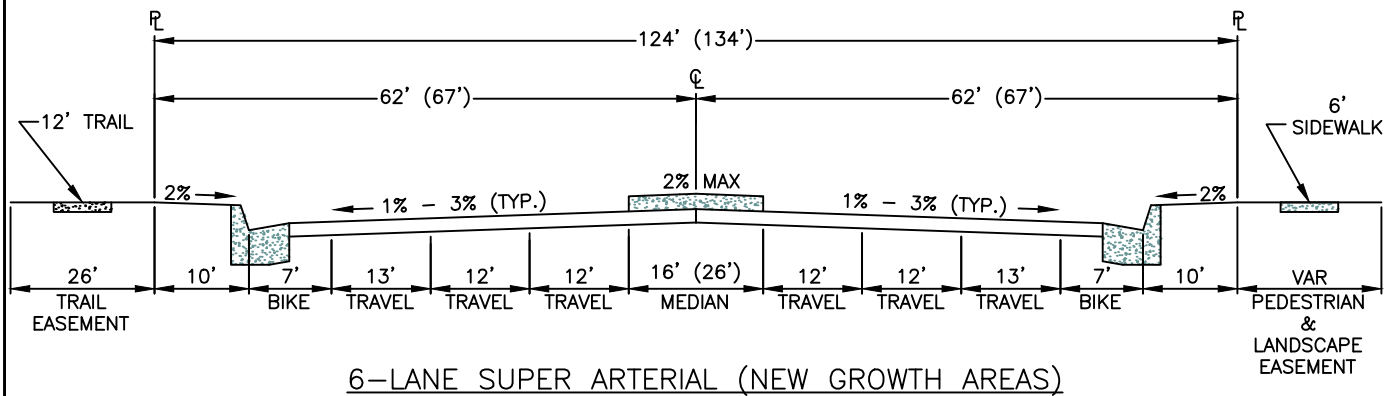 PL PL
124' (134')
CL
62' (67') 62' (67')
12' TRAIL
6'
SIDEWALK
2% 1% - 3% (TYP.) 2% MAX 1% - 3% (TYP.) 2%
26' 10' 7' 13' 12' 12' 16' (26') 12' 12' 13' 7' 10' VAR
TRAIL BIKE TRAVEL TRAVEL TRAVEL MEDIAN TRAVEL TRAVEL TRAVEL BIKE PEDESTRIAN
EASEMENT
&
LANDSCAPE
EASEMENT
6-LANE SUPER ARTERIAL (NEW GROWTH AREAS)